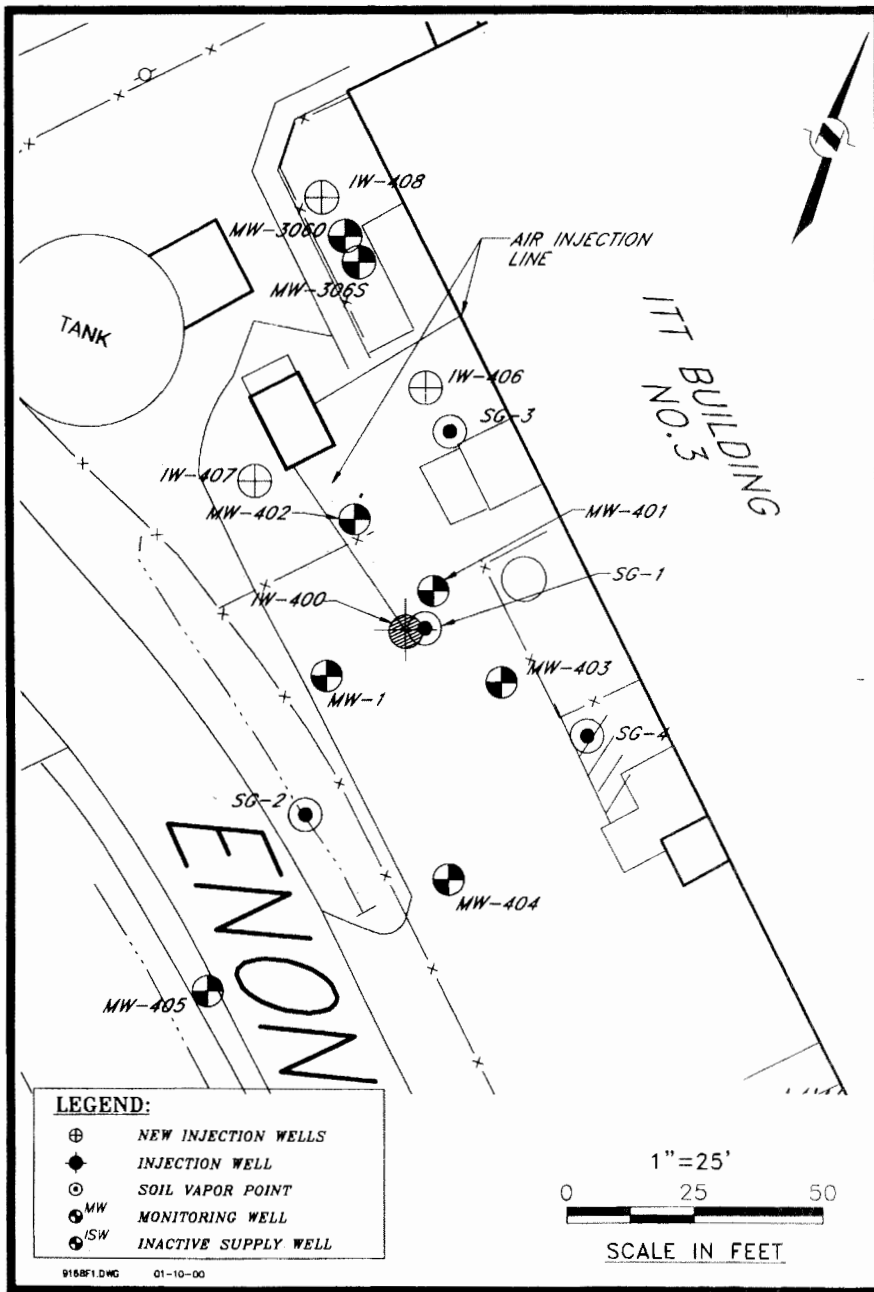 IW-408
MW-306D
AIR INJECTION
LINE
MW-306S
TANK
ITT BUILDING
NO.3
IW-406
SG-3
IW-407
MW-402
MW-401
SG-1
IW-400
MW-403
MW-1
SG-4
SG-2
MW-404
ENON
MW-405
LEGEND:
NEW INJECTION WELLS
INJECTION WELL
SOIL VAPOR POINT
MW MONITORING WELL
ISW INACTIVE SUPPLY WELL
1"=25'
0 25 50
SCALE IN FEET
9168F1.DWG 01-10-00